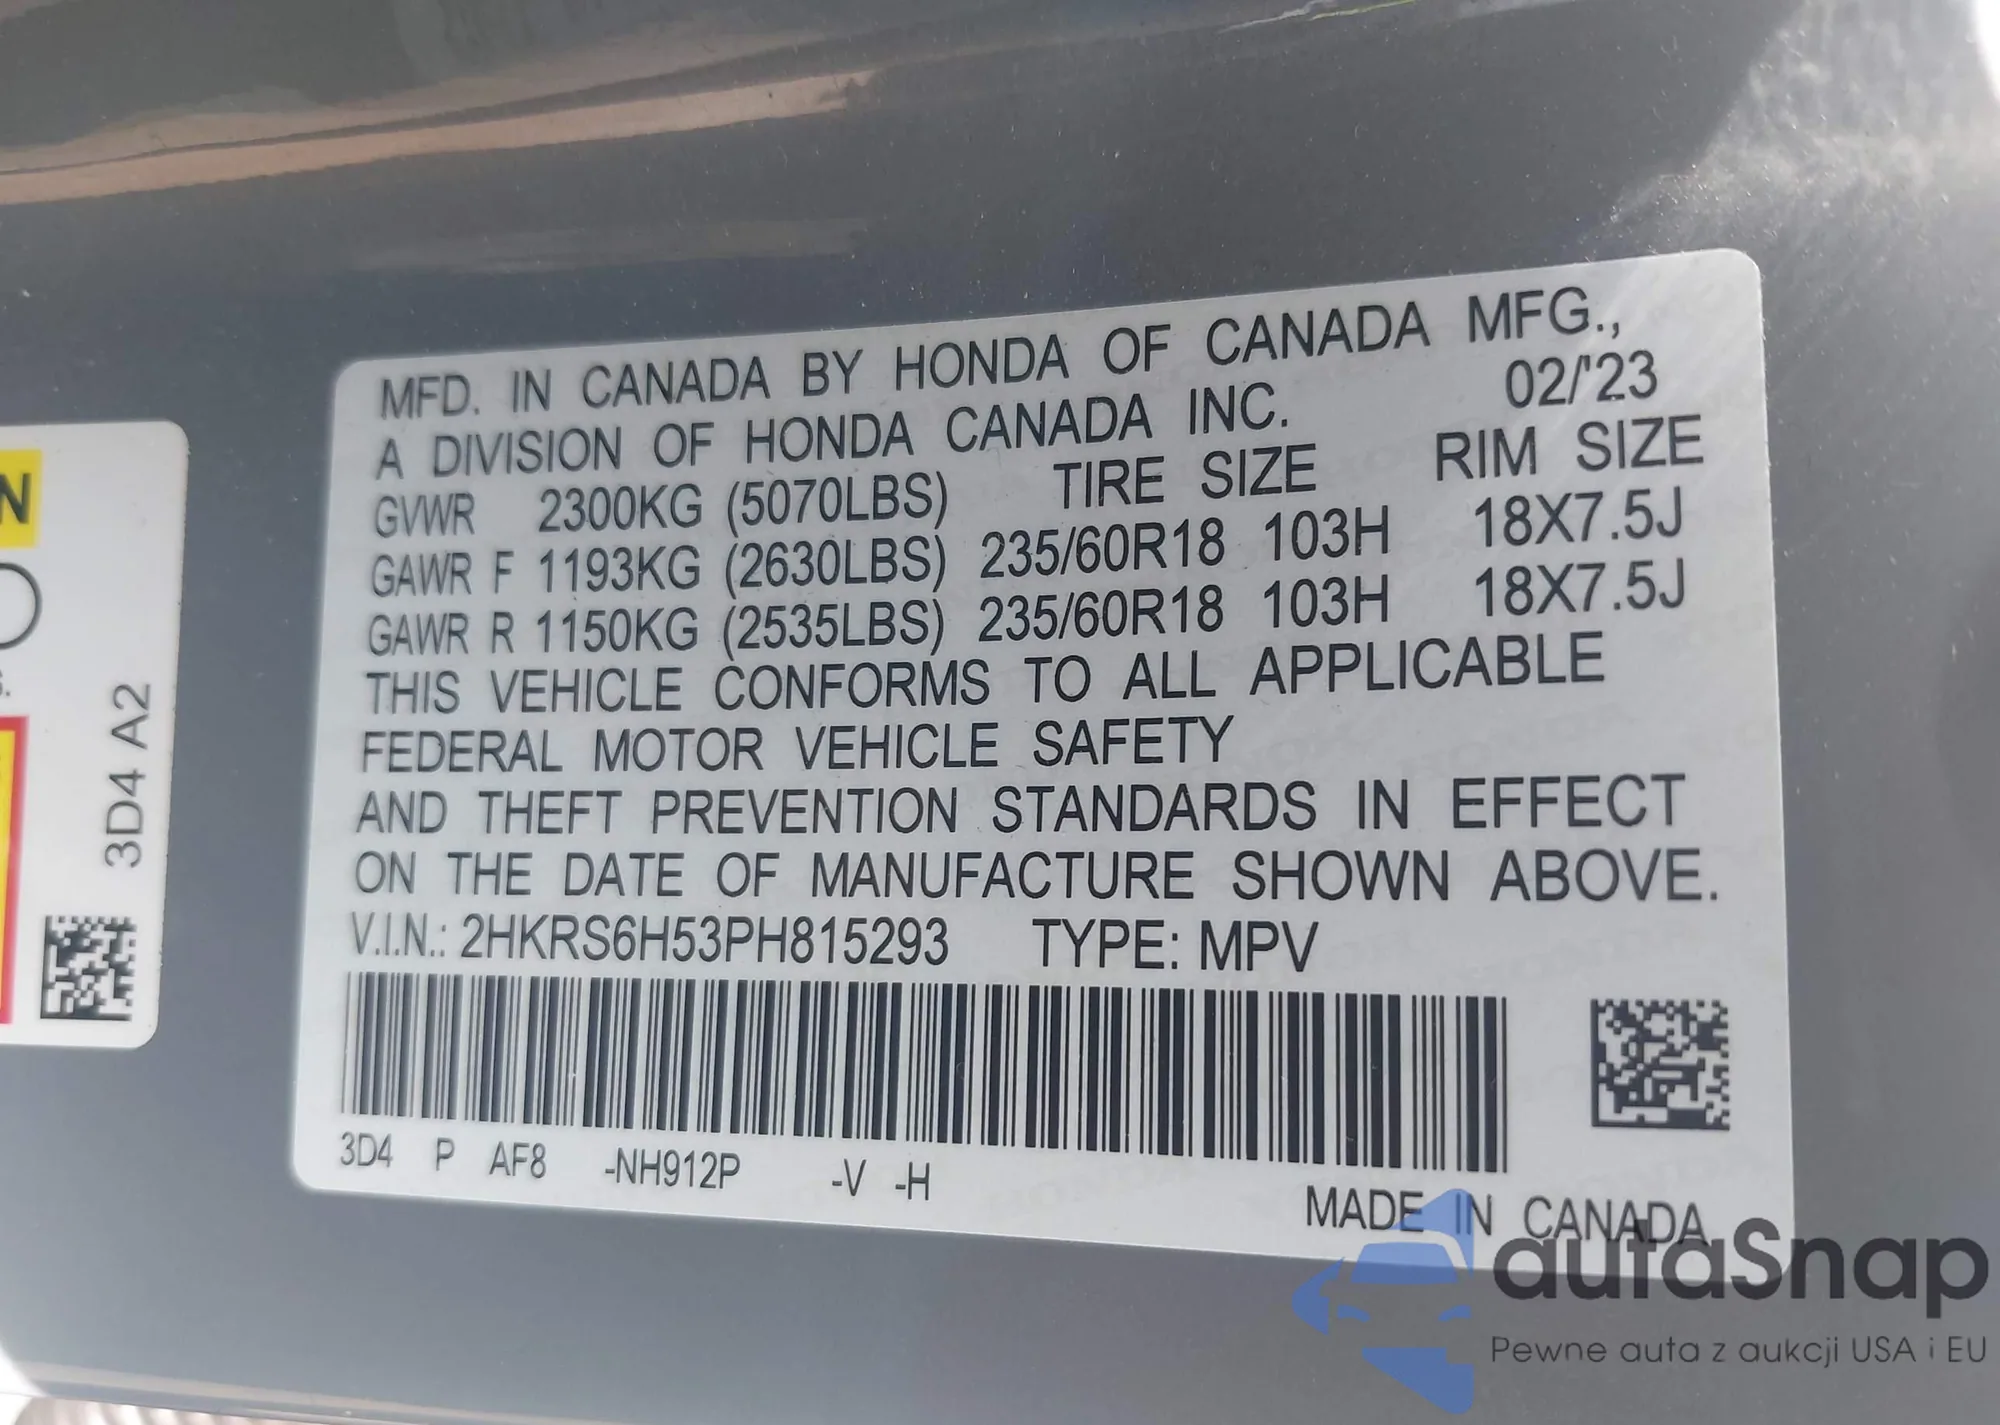 MFD. IN CANADA BY HONDA OF CANADA MFG.,
A DIVISION OF HONDA CANADA INC. 02/'23
GVWR 2300KG (5070LBS) TIRE SIZE RIM SIZE
GAWR F 1193KG (2630LBS) 235/60R18 103H 18X7.5J
GAWR R 1150KG (2535LBS) 235/60R18 103H 18X7.5J
THIS VEHICLE CONFORMS TO ALL APPLICABLE
FEDERAL MOTOR VEHICLE SAFETY
AND THEFT PREVENTION STANDARDS IN EFFECT
ON THE DATE OF MANUFACTURE SHOWN ABOVE.
V.I.N.: 2HKRS6H53PH815293 TYPE: MPV
3D4 P AF8 -NH912P -V -H
MADE IN CANADA
3D4 A2
autaSnap
Pewne auta z aukcji USA i EU